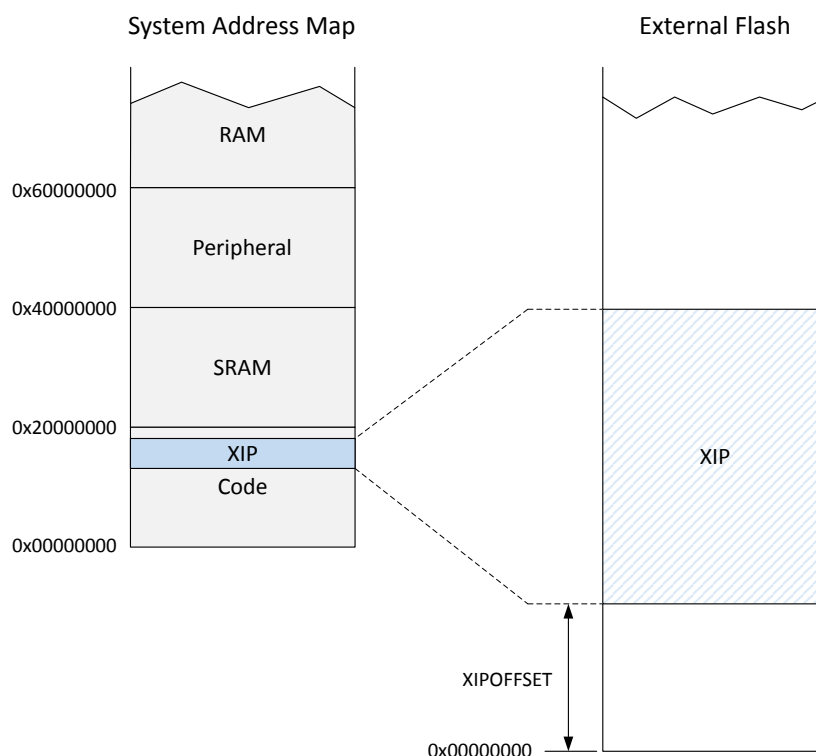 System Address Map
External Flash
RAM
0x60000000
Peripheral
0x40000000
SRAM
0x20000000
XIP
XIP
Code
0x00000000
XIPOFFSET
0x00000000